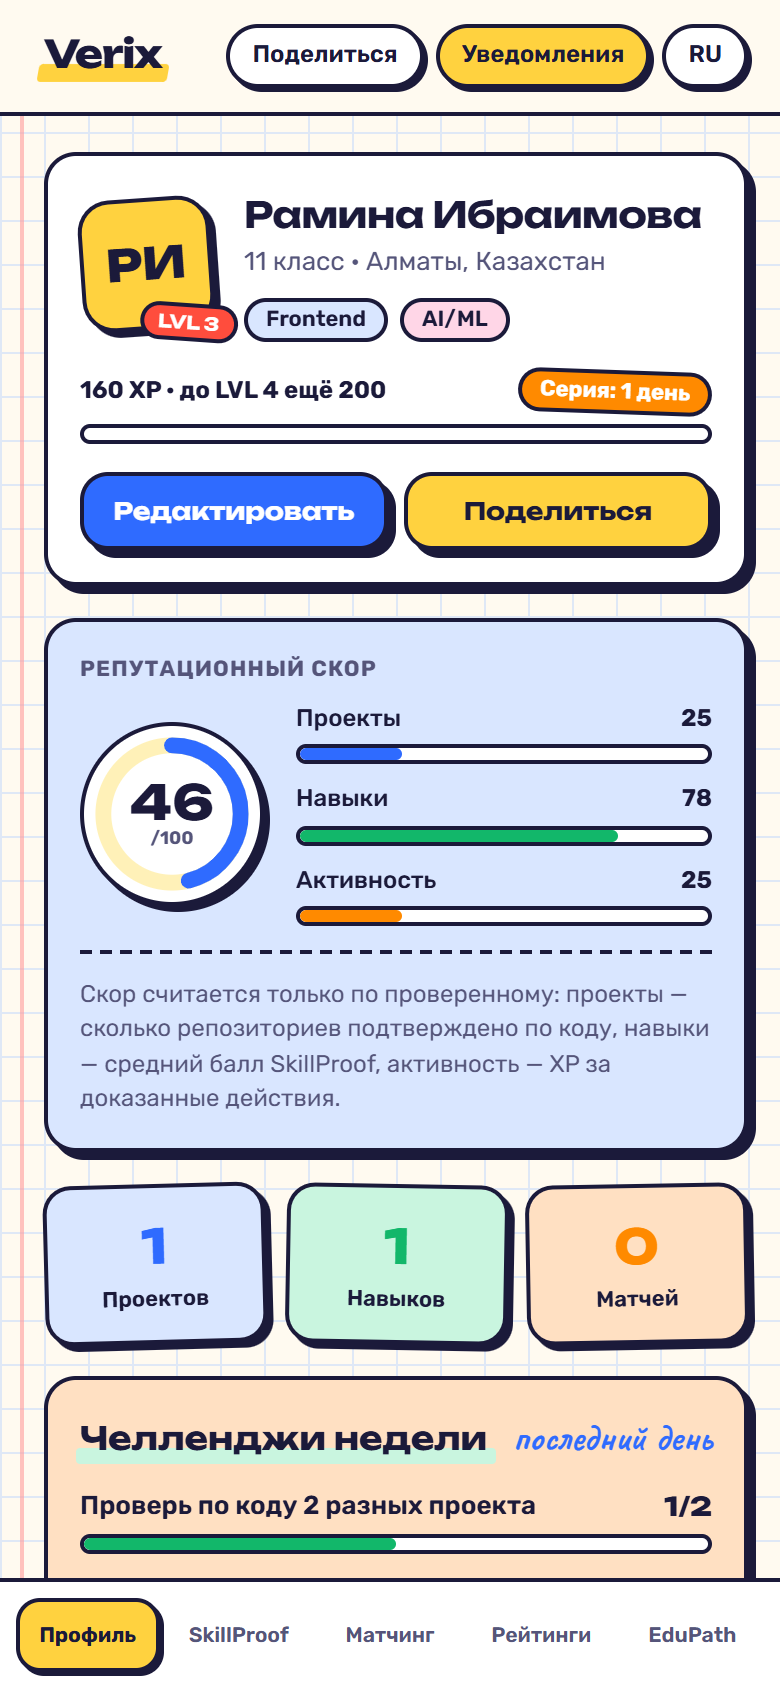 Verix
Поделиться
Уведомления
RU
РИ
LVL 3
Рамина Ибраимова
11 класс • Алматы, Казахстан
Frontend
AI/ML
160 XP • до LVL 4 ещё 200
Серия: 1 день
Редактировать
Поделиться
РЕПУТАЦИОННЫЙ СКОР
46
/100
Проекты 25
Навыки 78
Активность 25
Скор считается только по проверенному: проекты —
сколько репозиториев подтверждено по коду, навыки
— средний балл SkillProof, активность — XP за
доказанные действия.
1
Проектов
1
Навыков
0
Матчей
Челленджи недели
последний день
Проверь по коду 2 разных проекта 1/2
Профиль
SkillProof
Матчинг
Рейтинги
EduPath